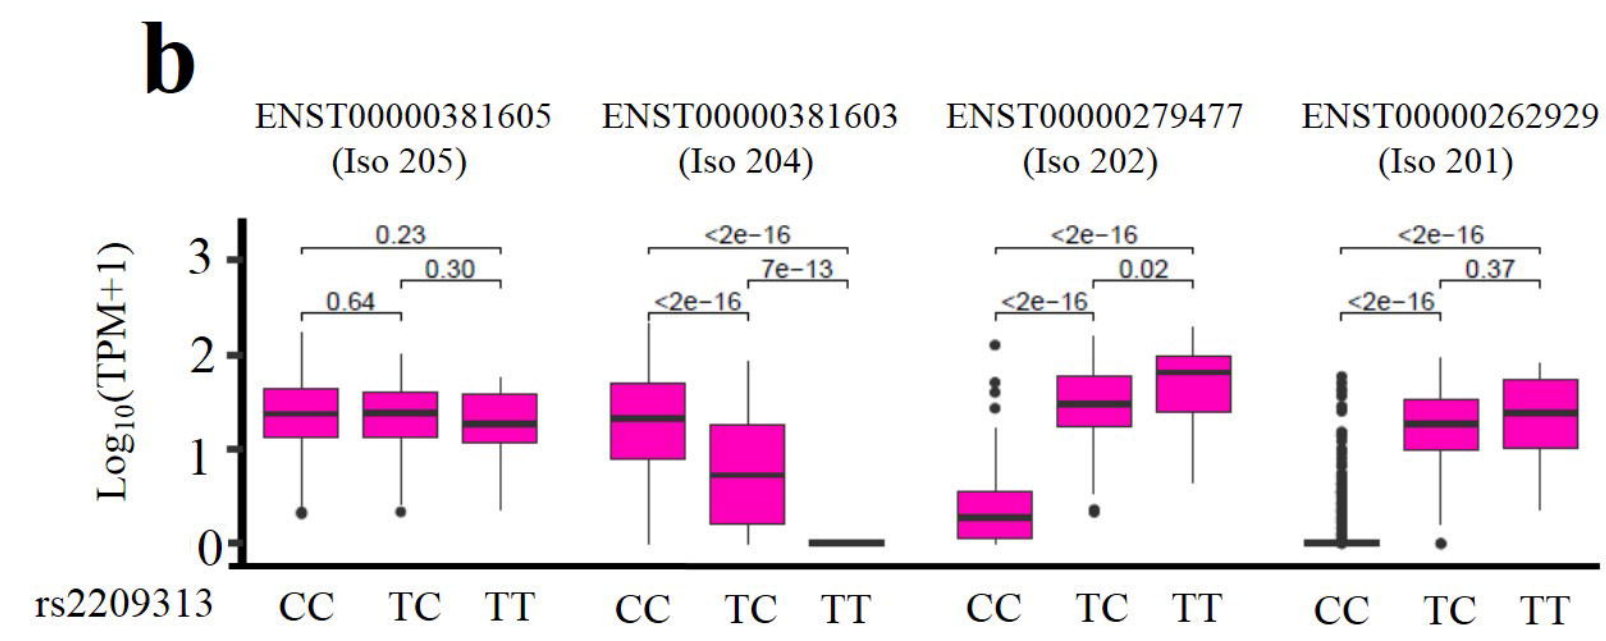 b
ENST00000381605 ENST00000381603 ENST00000279477 ENST00000262929
(Iso 205) (Iso 204) (Iso 202) (Iso 201)
Log10(TPM+1)
3
2
1
0
0.23 <2e−16 <2e−16 <2e−16
0.30 7e−13 0.02 0.37
0.64 <2e−16 <2e−16 <2e−16
rs2209313 CC TC TT CC TC TT CC TC TT CC TC TT